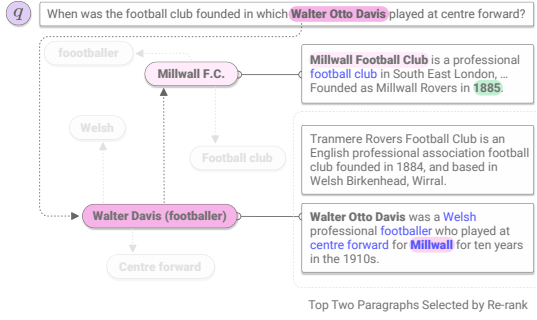 q When was the football club founded in which Walter Otto Davis played at centre forward?
foootballer
Millwall F.C.
Millwall Football Club is a professional
football club in South East London, ...
Founded as Millwall Rovers in 1885.
Welsh
Football club
Tranmere Rovers Football Club is an
English professional association football
club founded in 1884, and based in
Welsh Birkenhead, Wirral.
Walter Davis (footballer)
Walter Otto Davis was a Welsh
professional footballer who played at
centre forward for Millwall for ten years
in the 1910s.
Centre forward
Top Two Paragraphs Selected by Re-rank